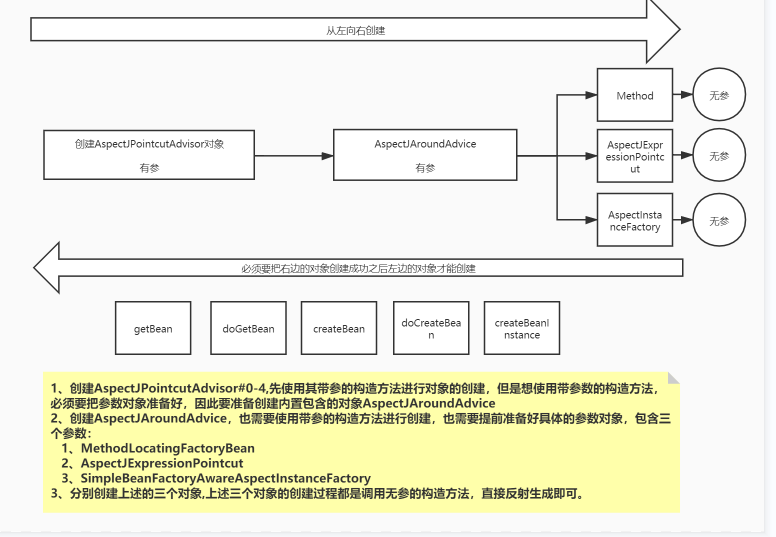 从左向右创建
创建AspectJPointcutAdvisor对象
有参
AspectJAroundAdvice
有参
Method
无参
AspectJExpr
essionPointc
ut
无参
AspectInsta
nceFactory
无参
必须要把右边的对象创建成功之后左边的对象才能创建
getBean
doGetBean
createBean
doCreateBea
n
createBeanI
nstance
1、创建AspectJPointcutAdvisor#0-4,先使用其带参的构造方法进行对象的创建，但是想使用带参数的构造方法，
必须要把参数对象准备好，因此要准备创建内置包含的对象AspectJAroundAdvice
2、创建AspectJAroundAdvice，也需要使用带参的构造方法进行创建，也需要提前准备好具体的参数对象，包含三
个参数：
1、MethodLocatingFactoryBean
2、AspectJExpressionPointcut
3、SimpleBeanFactoryAwareAspectInstanceFactory
3、分别创建上述的三个对象,上述三个对象的创建过程都是调用无参的构造方法，直接反射生成即可。